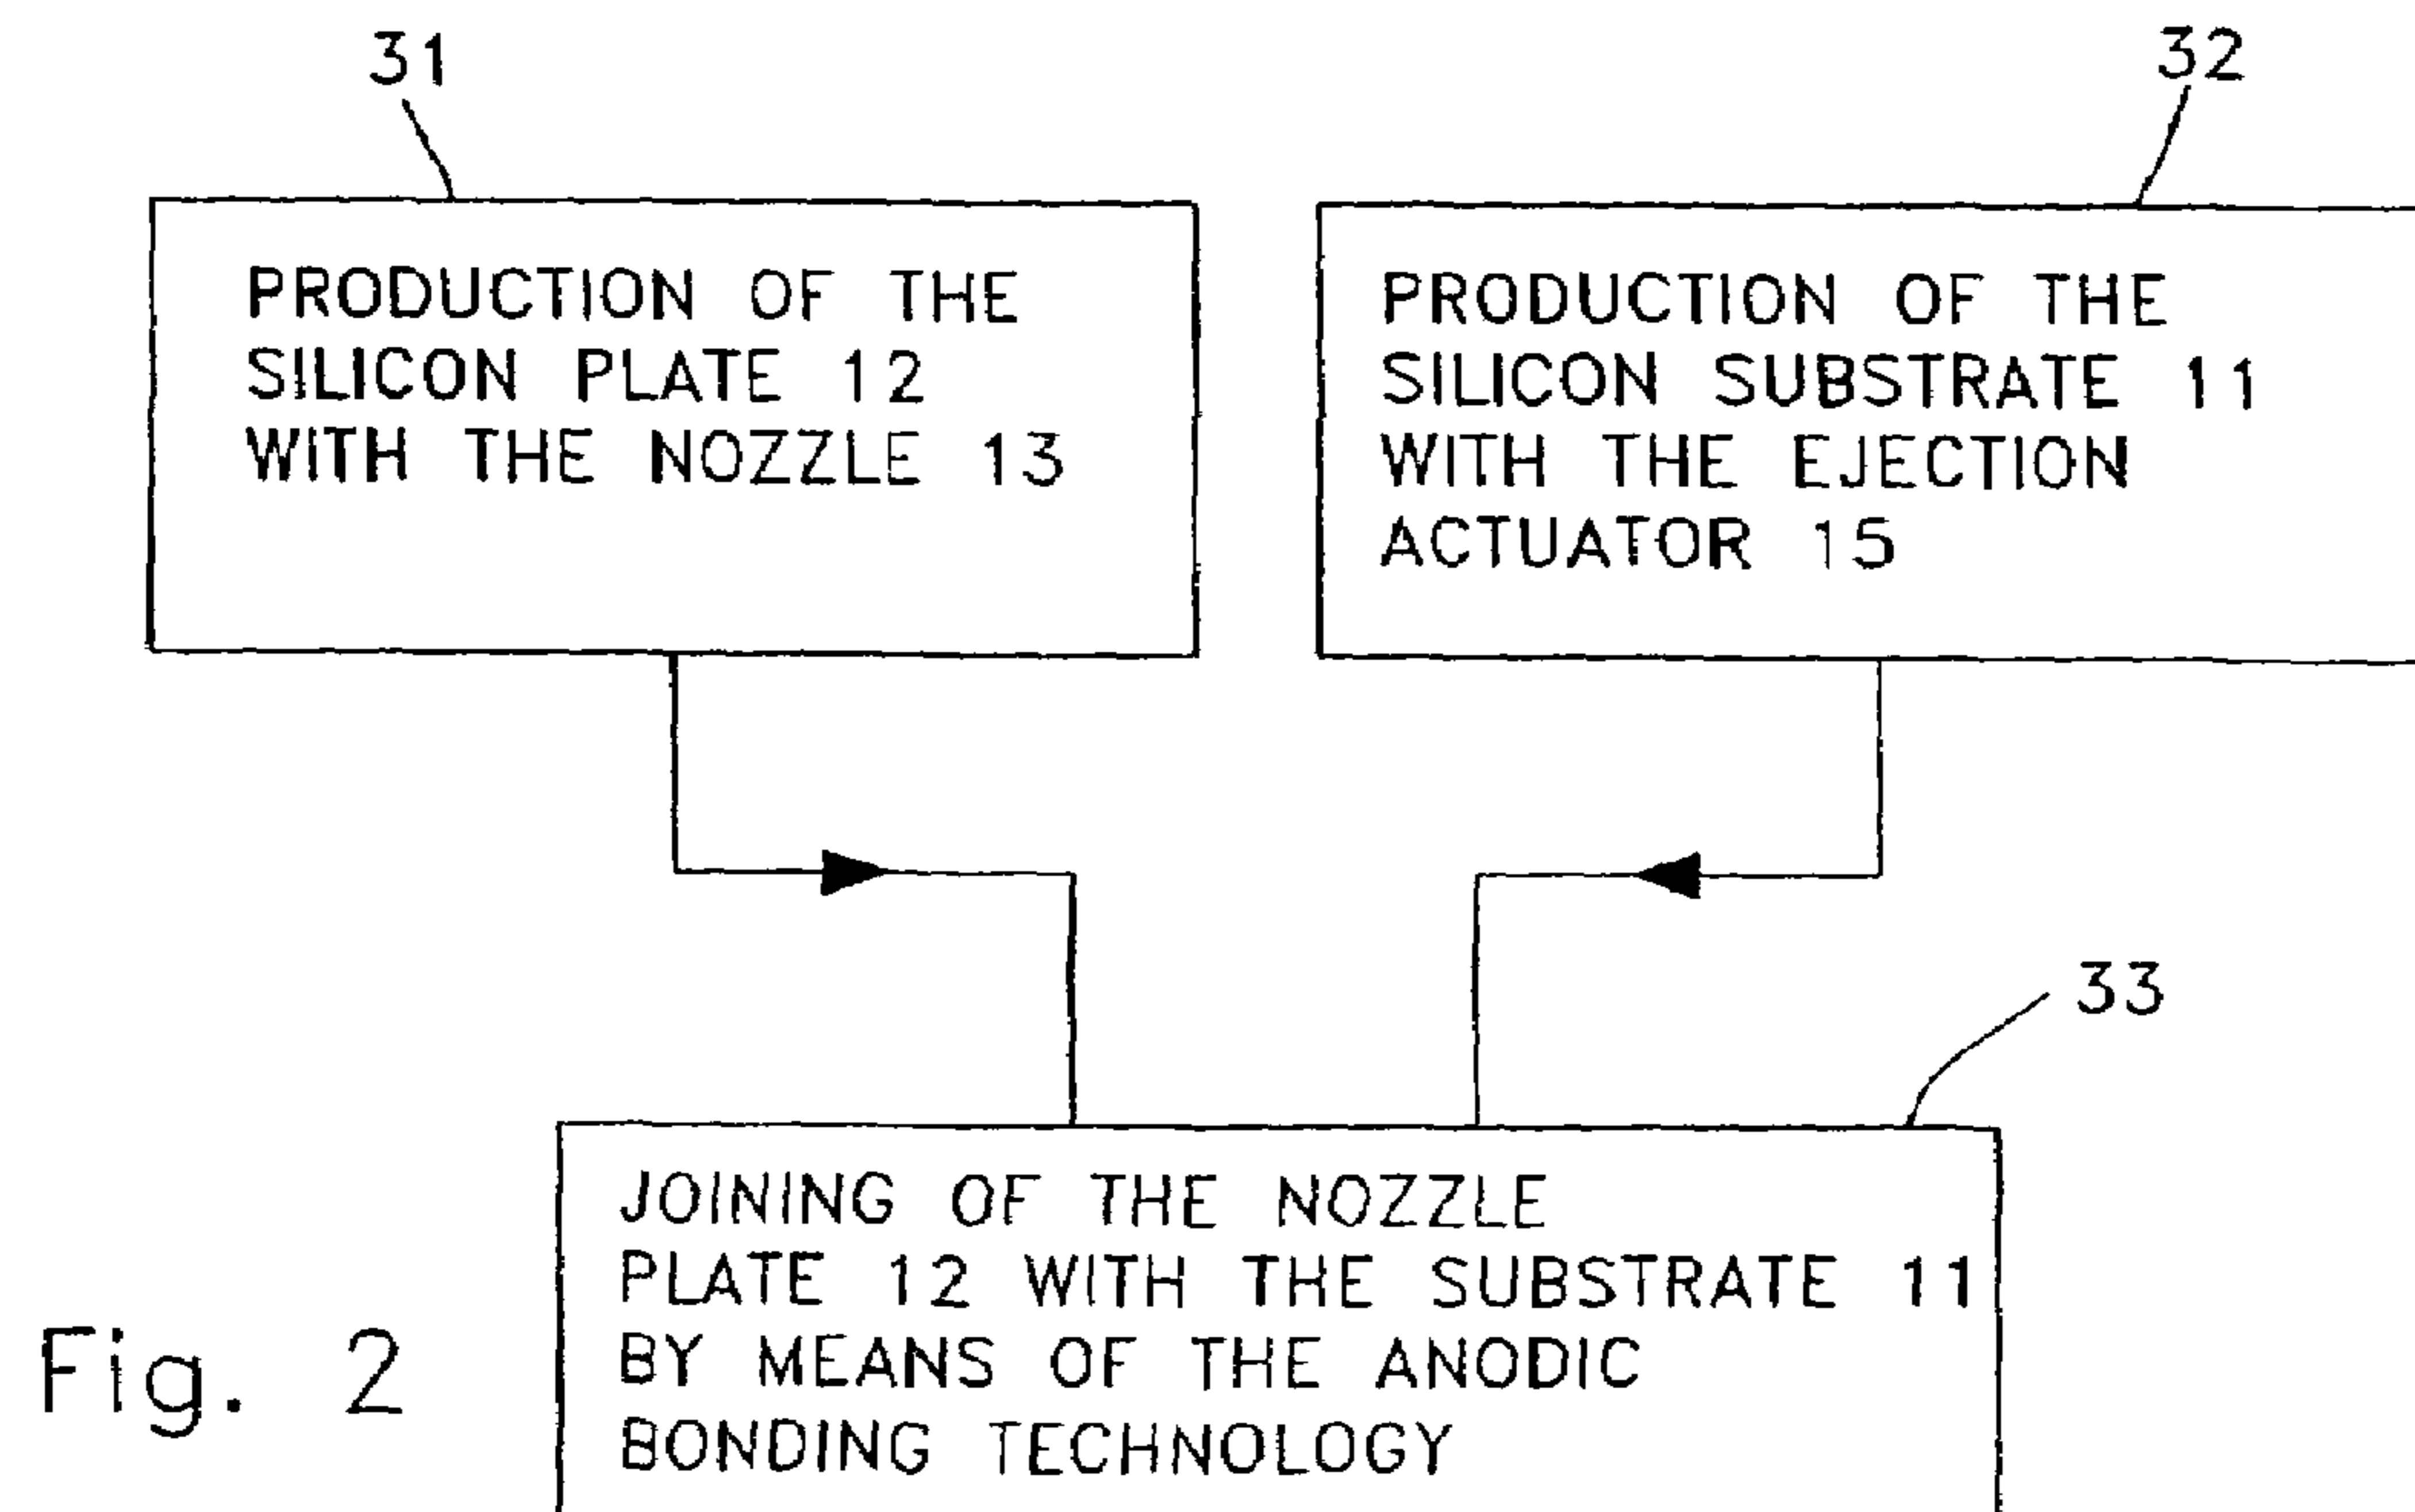 31
32
PRODUCTION OF THE
SILICON PLATE 12
WITH THE NOZZLE 13
PRODUCTION OF THE
SILICON SUBSTRATE 11
WITH THE EJECTION
ACTUATOR 15
33
JOINING OF THE NOZZLE
PLATE 12 WITH THE SUBSTRATE 11
BY MEANS OF THE ANODIC
BONDING TECHNOLOGY
Fig. 2